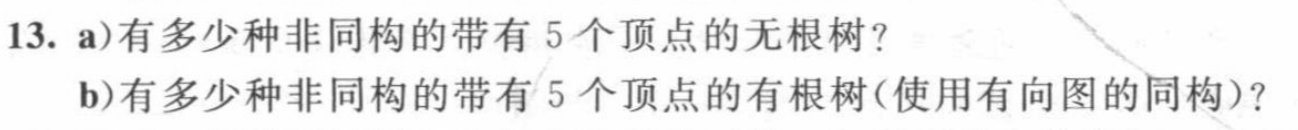 13. a)有多少种非同构的带有 5 个顶点的无根树?
b)有多少种非同构的带有 5 个顶点的有根树(使用有向图的同构)?